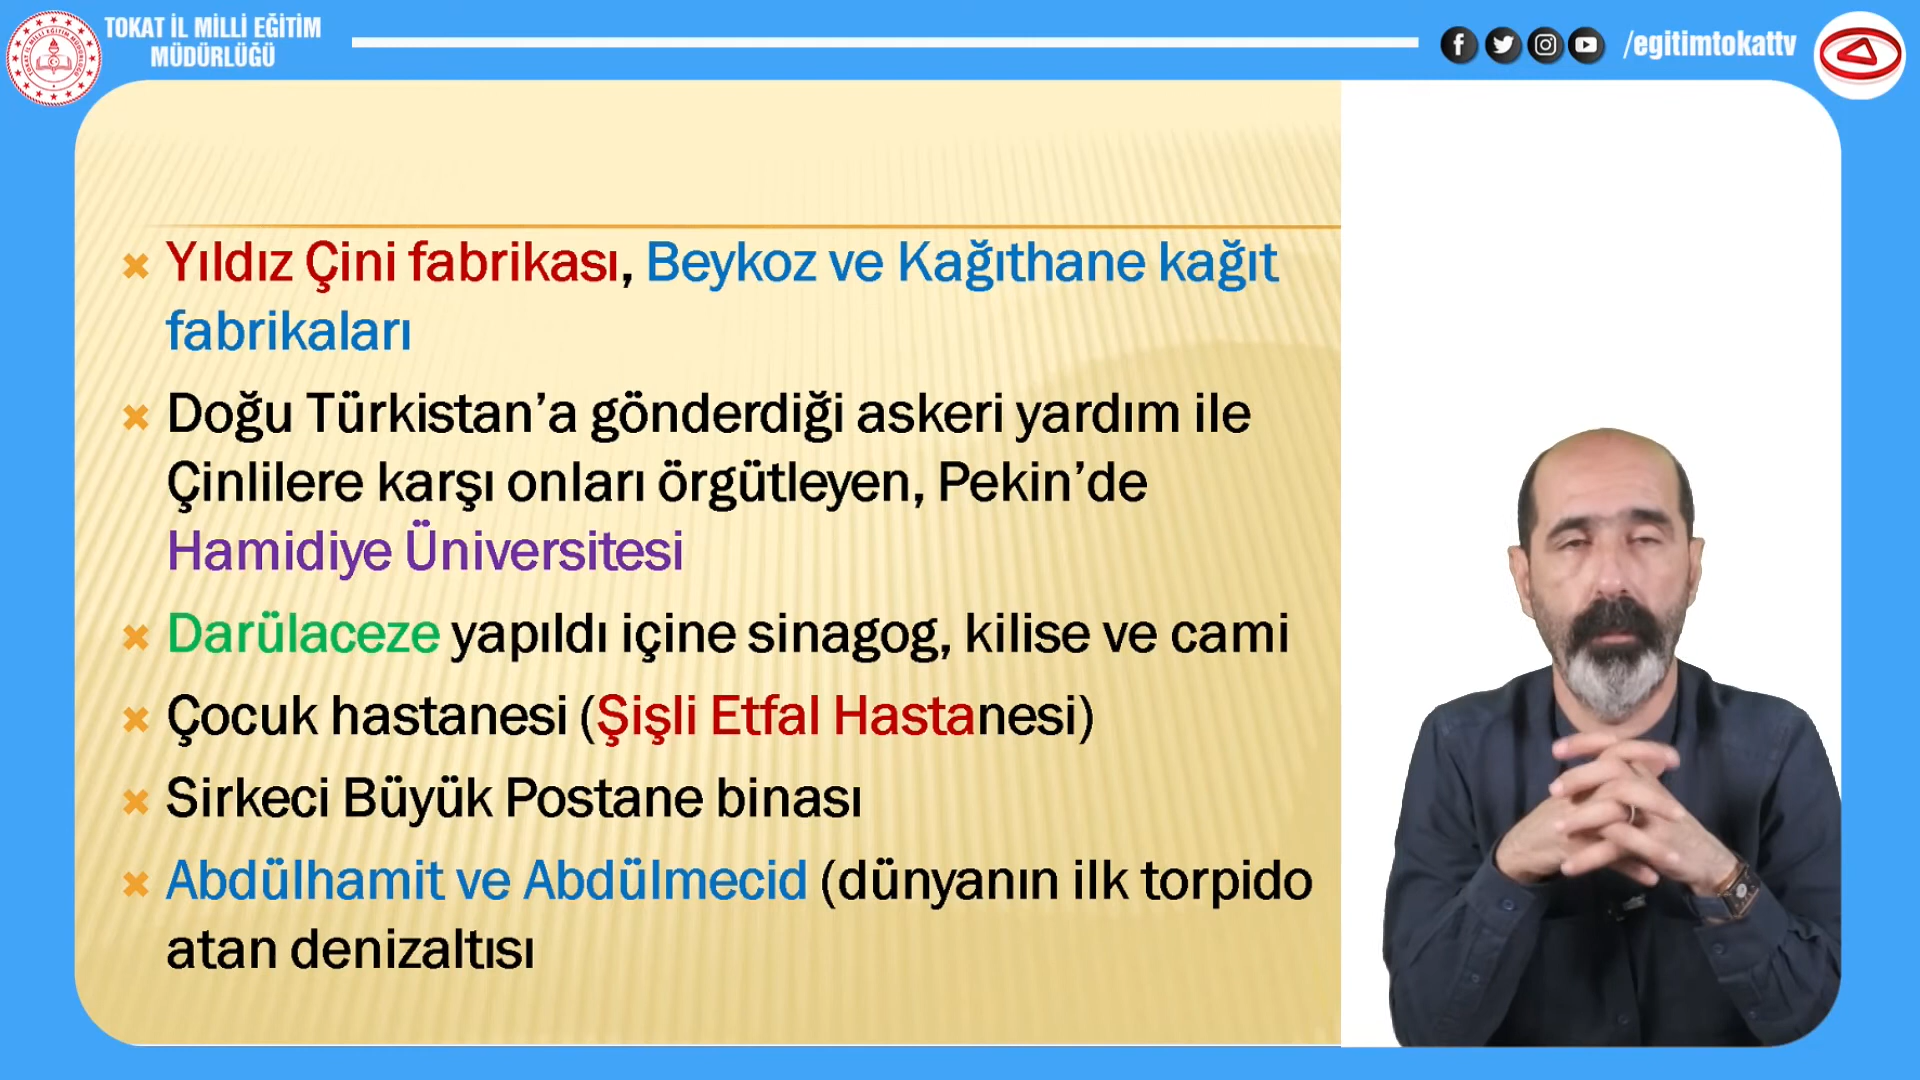 TOKAT İL MİLLİ EĞİTİM
MÜDÜRLÜĞÜ
/egitimtokattv
Yıldız Çini fabrikası, Beykoz ve Kağıthane kağıt
fabrikaları
Doğu Türkistan’a gönderdiği askeri yardım ile
Çinlilere karşı onları örgütleyen, Pekin’de
Hamidiye Üniversitesi
Darülaceze yapıldı içine sinagog, kilise ve cami
Çocuk hastanesi (Şişli Etfal Hastanesi)
Sirkeci Büyük Postane binası
Abdülhamit ve Abdülmecid (dünyanın ilk torpido
atan denizaltısı